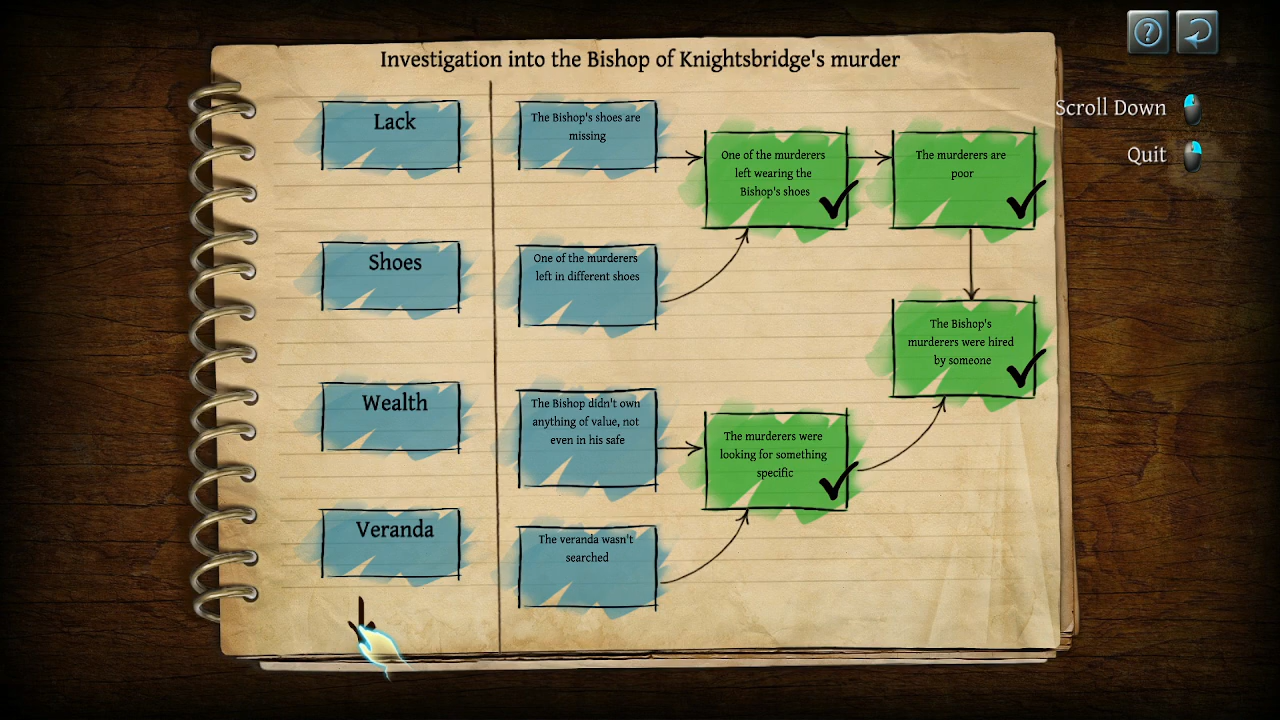 Investigation into the Bishop of Knightsbridge's murder
?
Scroll Down
Quit
Lack
Shoes
Wealth
Veranda
The Bishop's shoes are
missing
One of the murderers
left in different shoes
The Bishop didn't own
anything of value, not
even in his safe
The veranda wasn't
searched
One of the murderers
left wearing the
Bishop's shoes
The murderers were
looking for something
specific
The murderers are
poor
The Bishop's
murderers were hired
by someone